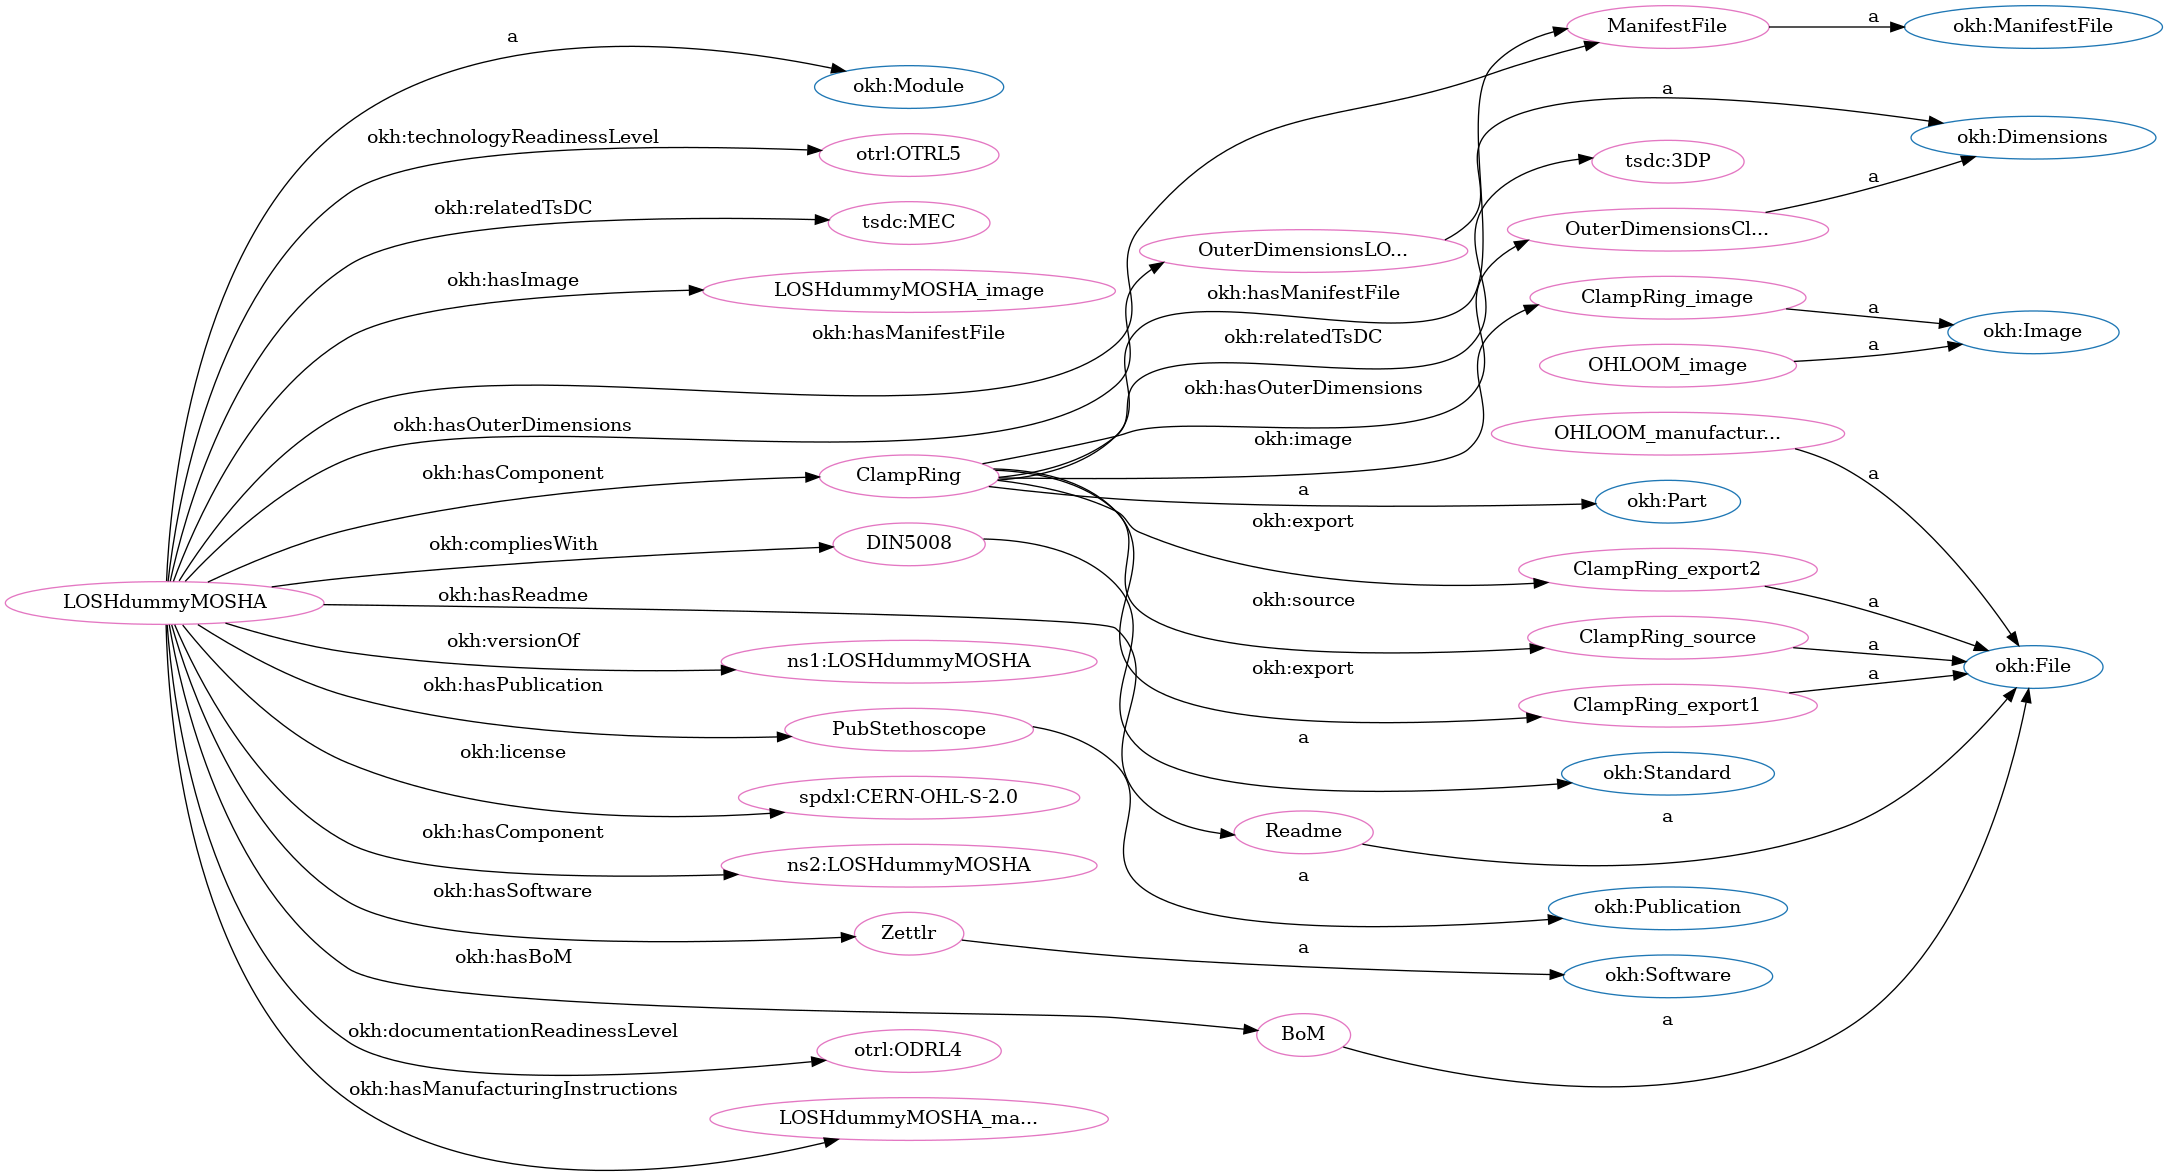 a
okh:Module
okh:technologyReadinessLevel
otrl:OTRL5
okh:relatedTsDC
tsdc:MEC
okh:hasImage
LOSHdummyMOSHA_image
okh:hasManifestFile
okh:hasOuterDimensions
okh:hasComponent
ClampRing
okh:compliesWith
DIN5008
okh:hasReadme
LOSHdummyMOSHA
okh:versionOf
ns1:LOSHdummyMOSHA
okh:hasPublication
PubStethoscope
okh:license
spdxl:CERN-OHL-S-2.0
okh:hasComponent
ns2:LOSHdummyMOSHA
okh:hasSoftware
Zettlr
okh:hasBoM
okh:documentationReadinessLevel
otrl:ODRL4
okh:hasManufacturingInstructions
LOSHdummyMOSHA_ma...
OuterDimensionsLO...
okh:hasManifestFile
okh:relatedTsDC
okh:hasOuterDimensions
okh:image
a
okh:export
okh:source
okh:export
a
Readme
a
a
BoM
ManifestFile
a
okh:ManifestFile
a
okh:Dimensions
tsdc:3DP
a
OuterDimensionsCl...
ClampRing_image
a
okh:Image
OHLOOM_image
a
OHLOOM_manufactur...
a
okh:Part
ClampRing_export2
a
ClampRing_source
a
okh:File
ClampRing_export1
a
okh:Standard
a
okh:Publication
okh:Software
a